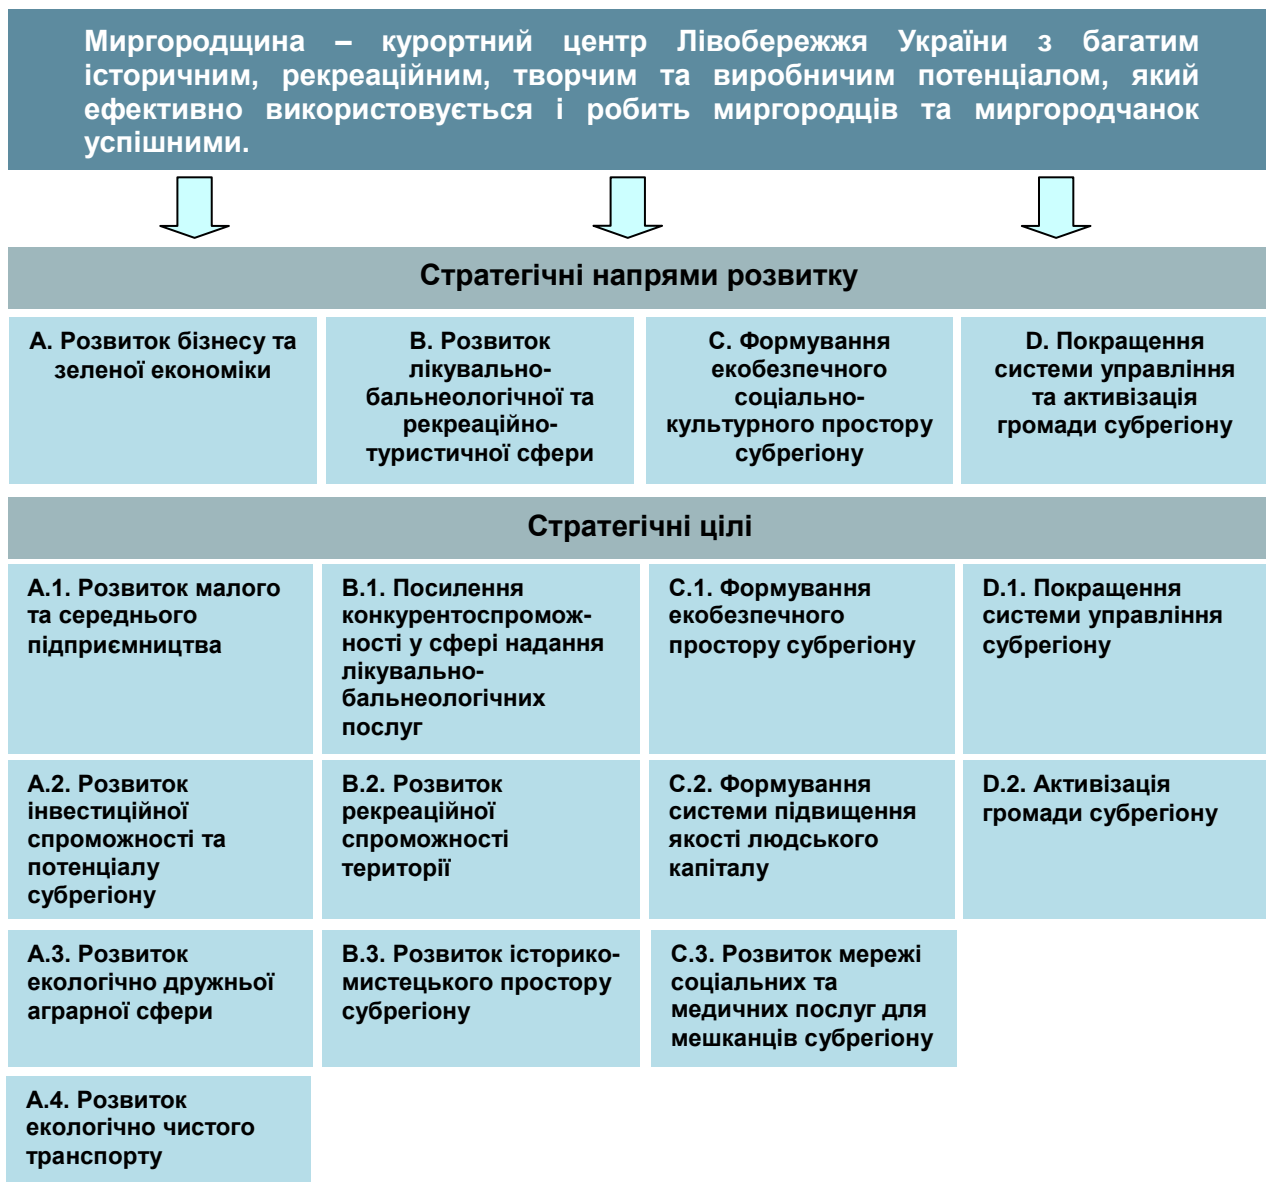 Миргородщина – курортний центр Лівобережжя України з багатим
історичним, рекреаційним, творчим та виробничим потенціалом, який
ефективно використовується і робить миргородців та миргородчанок
успішними.
Стратегічні напрями розвитку
А. Розвиток бізнесу та
зеленої економіки
В. Розвиток
лікувально-
бальнеологічної та
рекреаційно-
туристичної сфери
С. Формування
екобезпечного
соціально-
культурного простору
субрегіону
D. Покращення
системи управління
та активізація
громади субрегіону
Стратегічні цілі
А.1. Розвиток малого
та середнього
підприємництва
В.1. Посилення
конкурентоспромож-
ності у сфері надання
лікувально-
бальнеологічних
послуг
С.1. Формування
екобезпечного
простору субрегіону
D.1. Покращення
системи управління
субрегіону
А.2. Розвиток
інвестиційної
спроможності та
потенціалу
субрегіону
В.2. Розвиток
рекреаційної
спроможності
території
С.2. Формування
системи підвищення
якості людського
капіталу
D.2. Активізація
громади субрегіону
А.3. Розвиток
екологічно дружньої
аграрної сфери
В.3. Розвиток історико-
мистецького простору
субрегіону
С.3. Розвиток мережі
соціальних та
медичних послуг для
мешканців субрегіону
А.4. Розвиток
екологічно чистого
транспорту